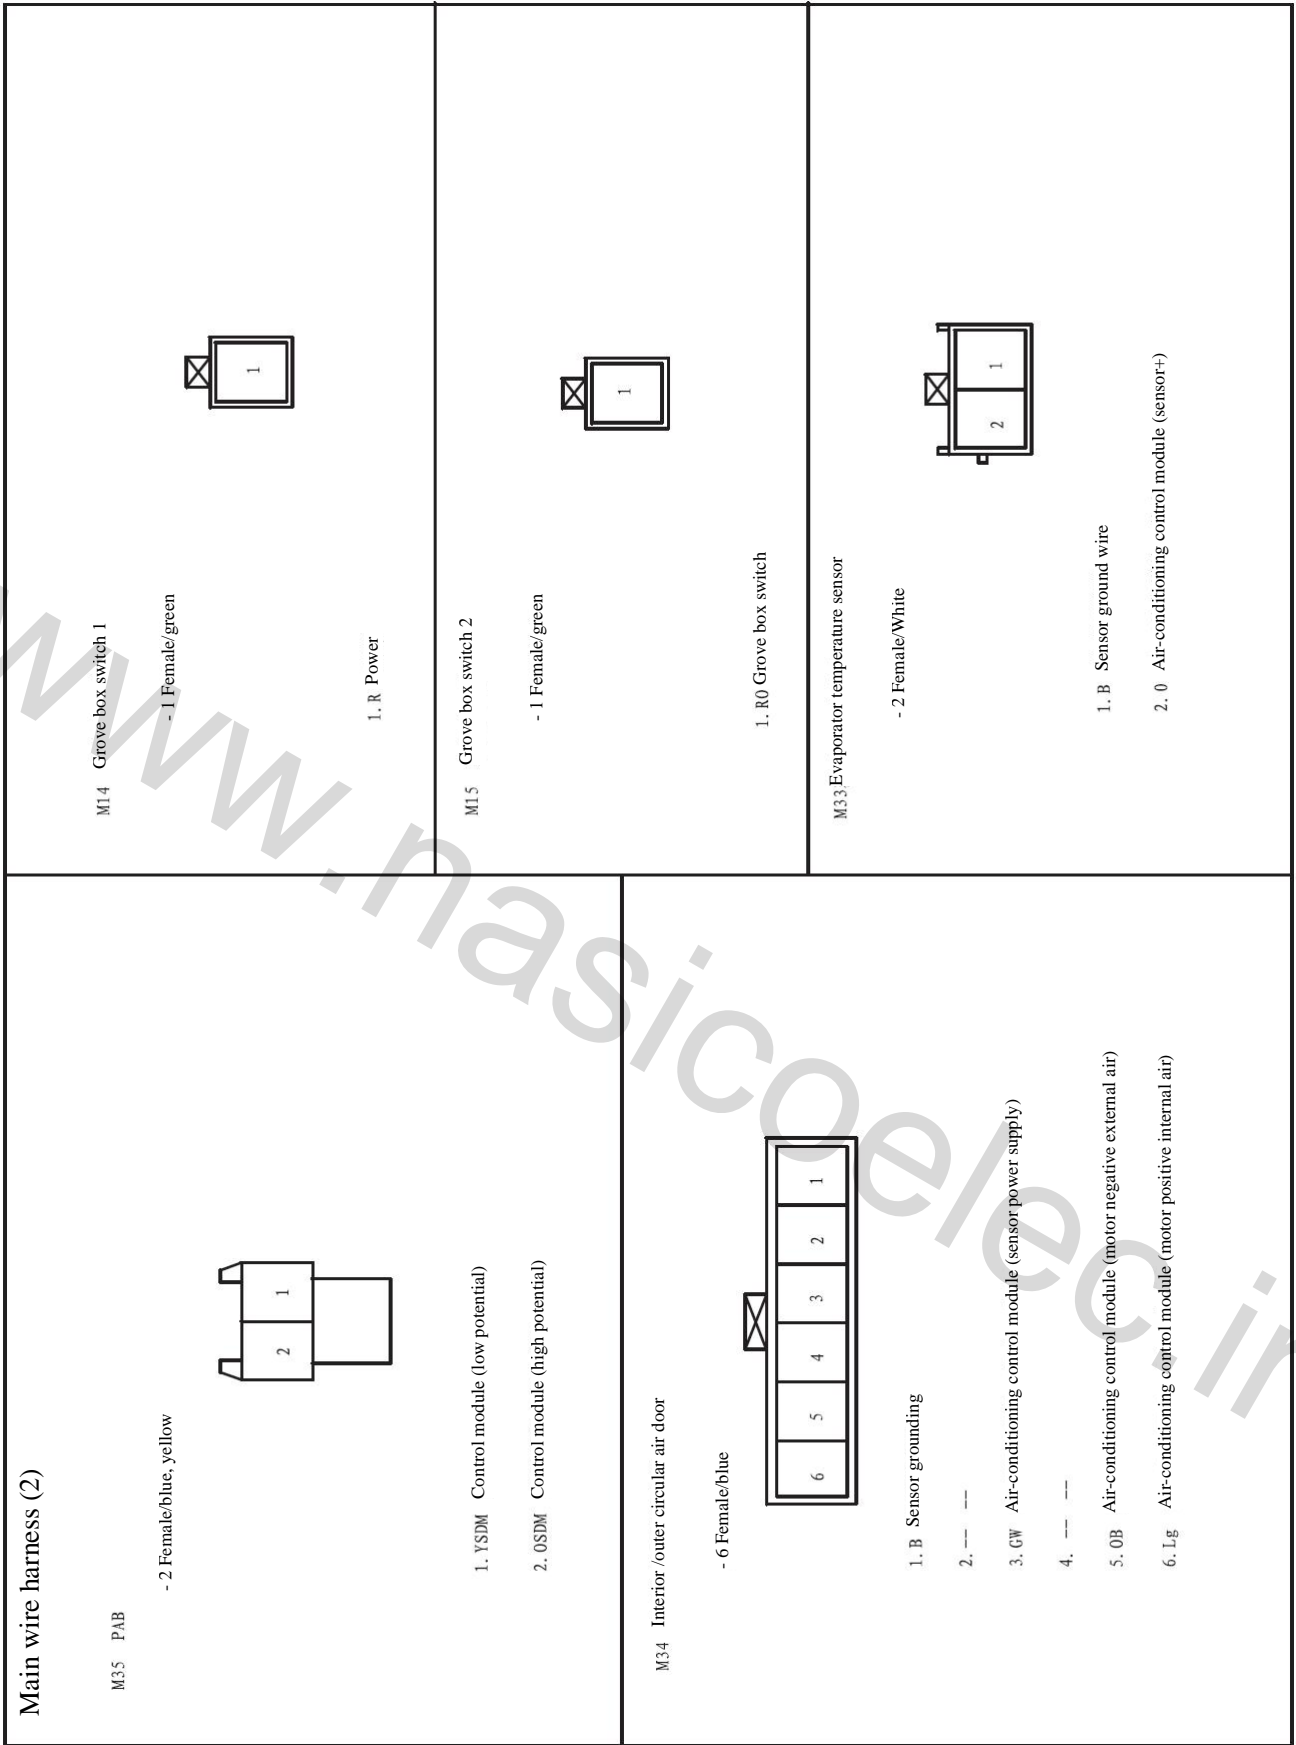 Main wire harness (2)
M35 PAB
- 2 Female/blue, yellow
2 1
1. YSDM Control module (low potential)
2. OSDM Control module (high potential)
M34 Interior /outer circular air door
- 6 Female/blue
6 5 4 3 2 1
1. B Sensor grounding
2. -- --
3. GW Air-conditioning control module (sensor power supply)
4. -- --
5. OB Air-conditioning control module (motor negative external air)
6. Lg Air-conditioning control module (motor positive internal air)
M14 Grove box switch 1
- 1 Female/green
1
1. R Power
M15 Grove box switch 2
- 1 Female/green
1
1. RO Grove box switch
M33 Evaporator temperature sensor
- 2 Female/White
2 1
1. B Sensor ground wire
2. O Air-conditioning control module (sensor+)
www.nasicoelec.ir